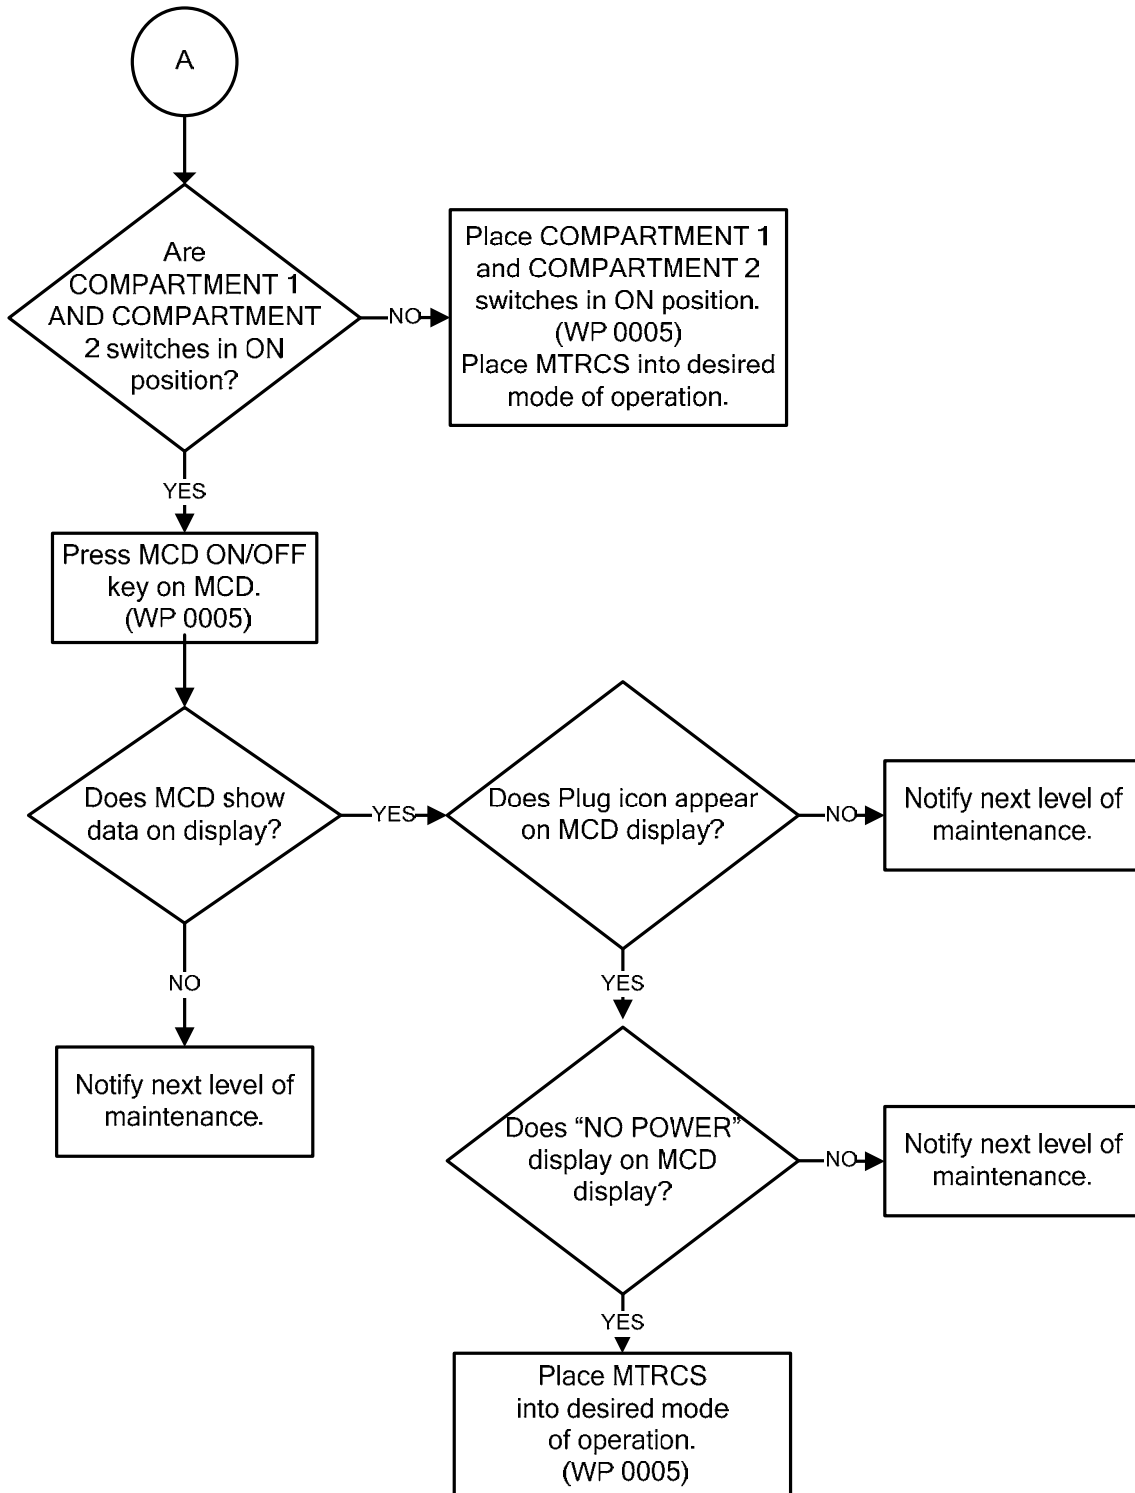 A
Are
COMPARTMENT 1
AND COMPARTMENT
2 switches in ON
position?
NO
Place COMPARTMENT 1
and COMPARTMENT 2
switches in ON position.
(WP 0005)
Place MTRCS into desired
mode of operation.
YES
Press MCD ON/OFF
key on MCD.
(WP 0005)
Does MCD show
data on display?
YES
Does Plug icon appear
on MCD display?
NO
Notify next level of
maintenance.
NO
Notify next level of
maintenance.
YES
Does “NO POWER”
display on MCD
display?
NO
Notify next level of
maintenance.
YES
Place MTRCS
into desired mode
of operation.
(WP 0005)